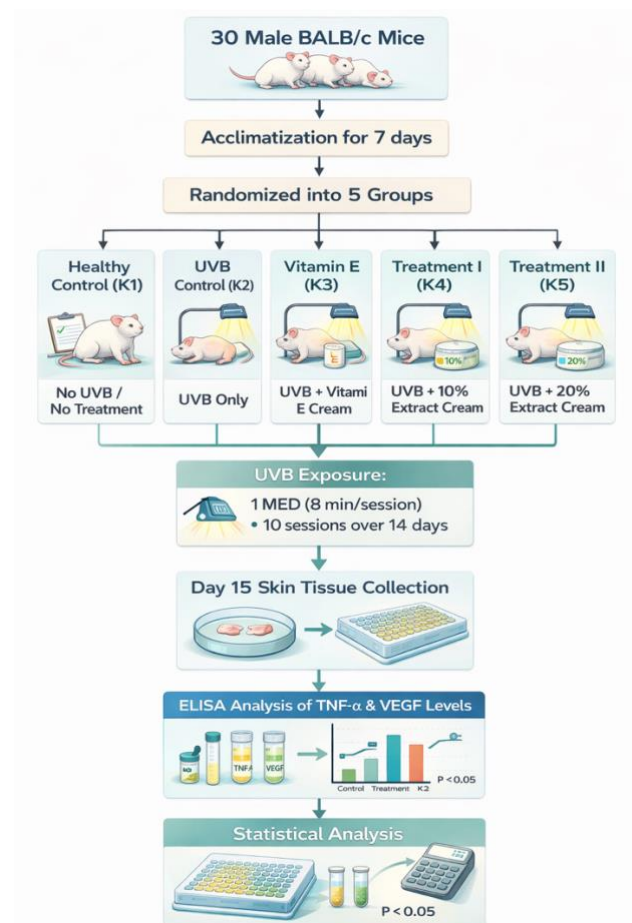 30 Male BALB/c Mice
Acclimatization for 7 days
Randomized into 5 Groups
Healthy
Control (K1)
No UVB /
No Treatment
UVB
Control (K2)
UVB Only
Vitamin E
(K3)
E
UVB + Vitami
E Cream
Treatment I
(K4)
10%
UVB + 10%
Extract Cream
Treatment II
(K5)
20%
UVB + 20%
Extract Cream
UVB Exposure:
1 MED (8 min/session)
• 10 sessions over 14 days
Day 15 Skin Tissue Collection
ELISA Analysis of TNF-α & VEGF Levels
VEGF
Control Treatment K2
P < 0.05
Statistical Analysis
P < 0.05